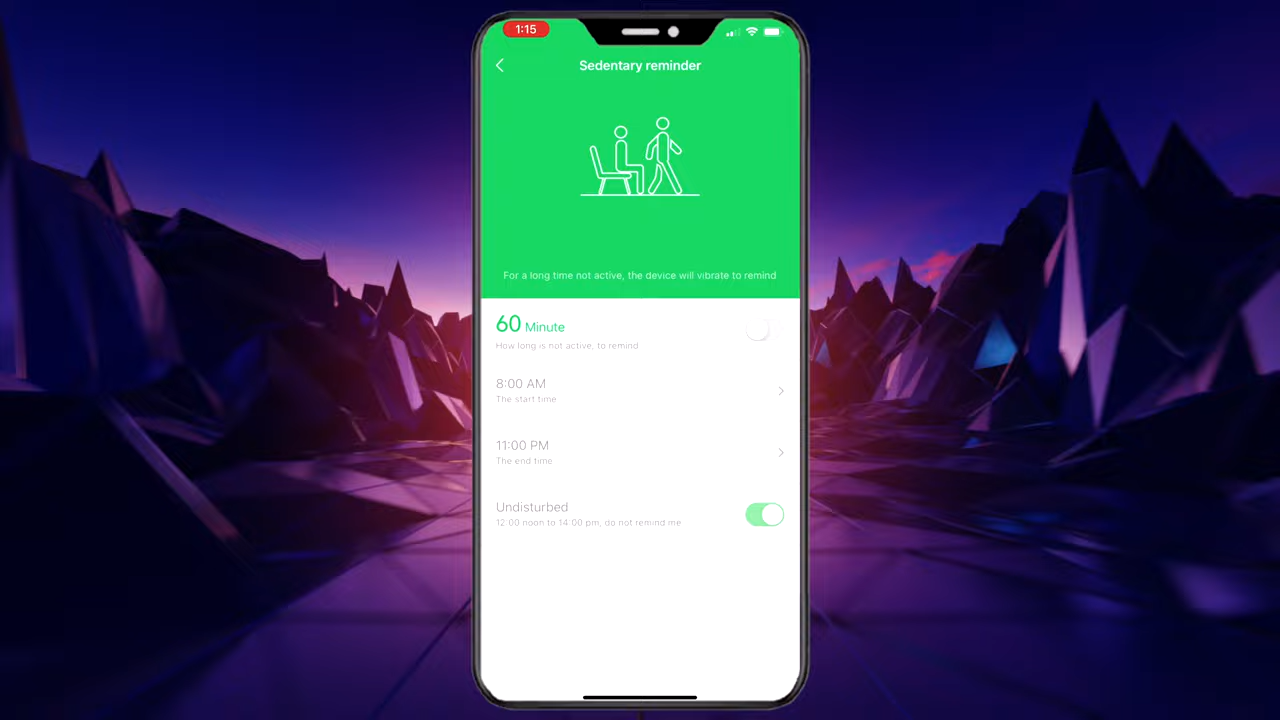 1:15
Sedentary reminder
For a long time not active, the device will vibrate to remind
60 Minute
How long is not active, to remind
8:00 AM
The start time
11:00 PM
The end time
Undisturbed
12:00 noon to 14:00 pm, do not remind me